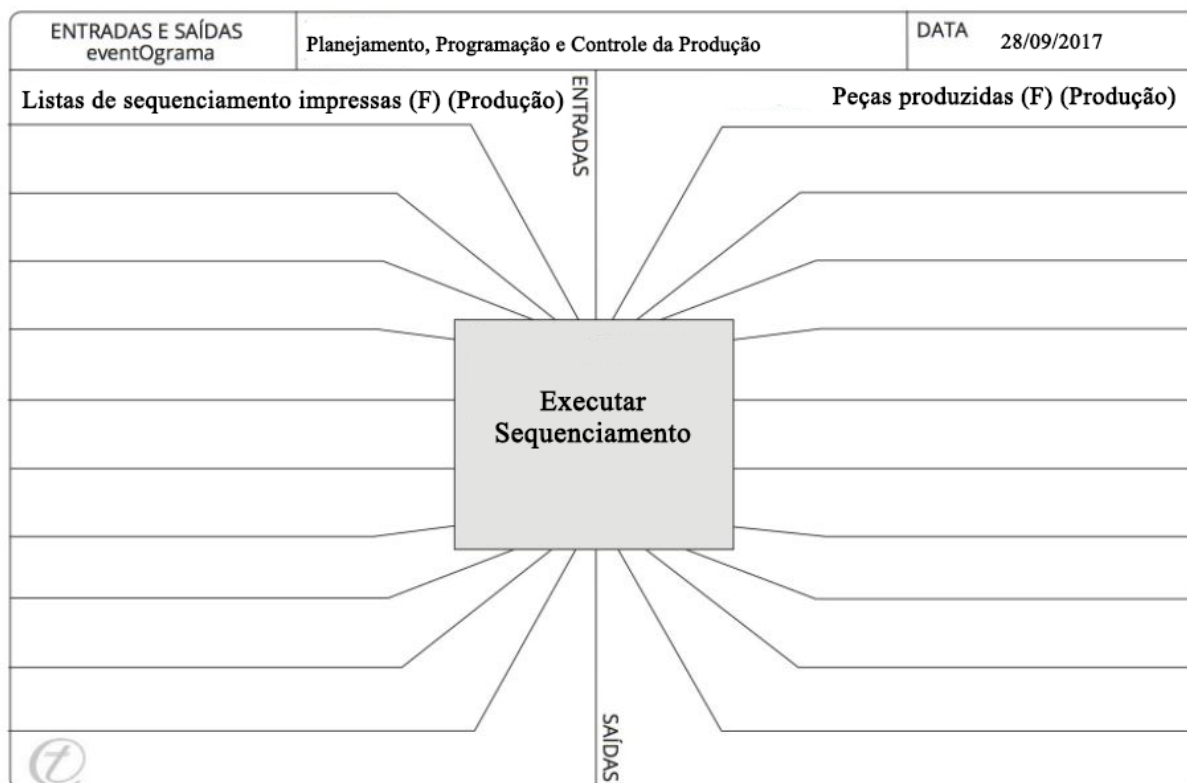 ENTRADAS E SAÍDAS
eventOgrama
Planejamento, Programação e Controle da Produção
DATA
28/09/2017
Listas de sequenciamento impressas (F) (Produção)
ENTRADAS
Peças produzidas (F) (Produção)
Executar
Sequenciamento
SAÍDAS